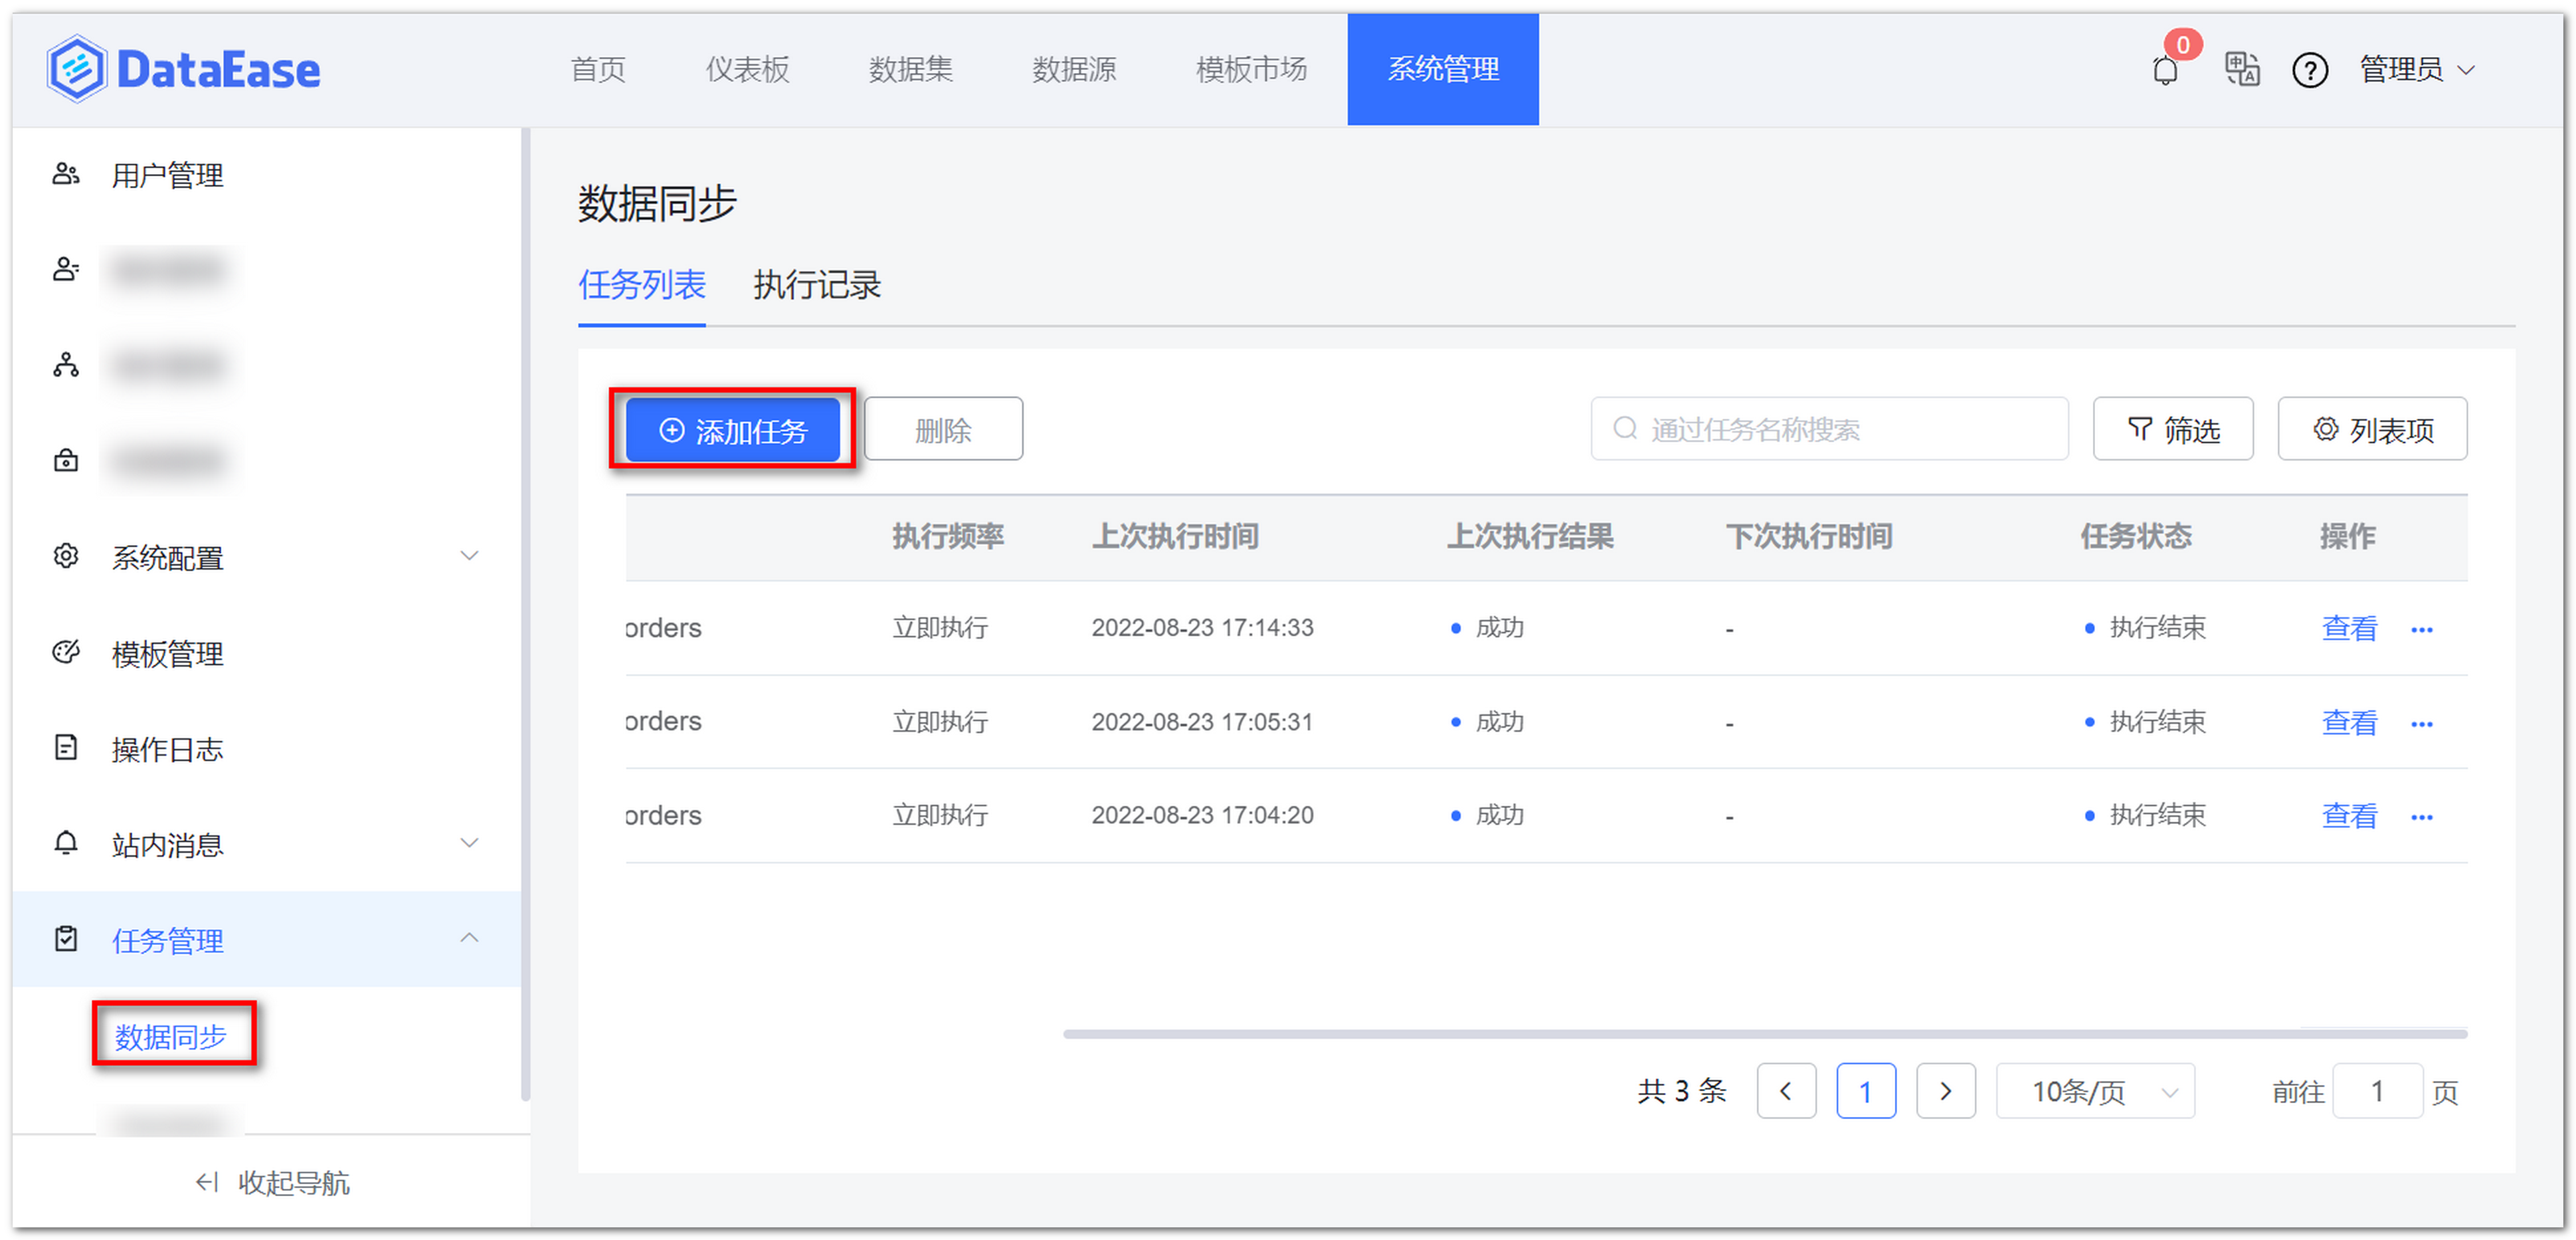 DataEase 首页 仪表板 数据集 数据源 模板市场 系统管理 0 管理员
用户管理
系统配置
模板管理
操作日志
站内消息
任务管理
数据同步
收起导航
数据同步
任务列表 执行记录
添加任务 删除 通过任务名称搜索 筛选 列表项
执行频率 上次执行时间 上次执行结果 下次执行时间 任务状态 操作
orders 立即执行 2022-08-23 17:14:33 成功 - 执行结束 查看 ...
orders 立即执行 2022-08-23 17:05:31 成功 - 执行结束 查看 ...
orders 立即执行 2022-08-23 17:04:20 成功 - 执行结束 查看 ...
共 3 条 < 1 > 10条/页 前往 1 页